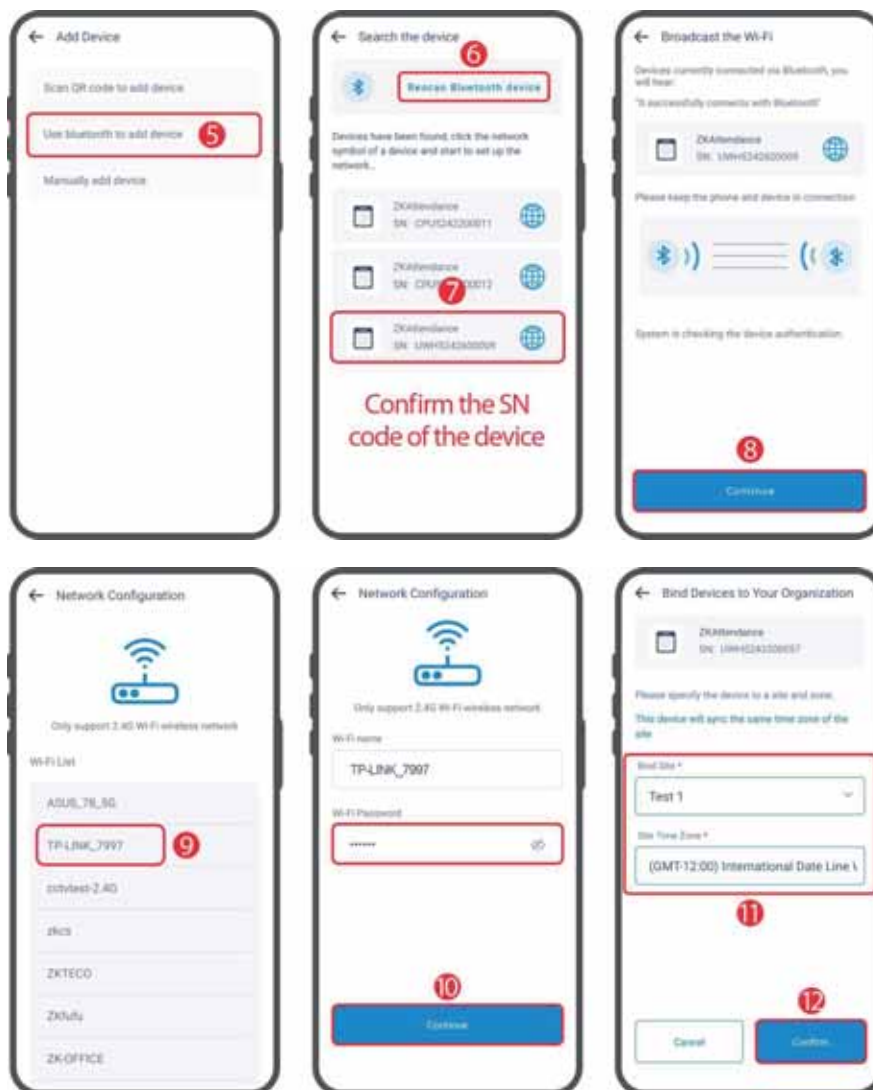 ← Add Device
Scan QR code to add device
Use bluetooth to add device
5
Manually add device
← Search the device
6
Rescan Bluetooth device
Devices have been found, click the network
symbol of a device and start to set up the
network..
ZKAttendance
SN: CPUS242200011
ZKAttendance
7
ZKAttendance
Confirm the SN
code of the device
← Broadcast the Wi-Fi
Devices currently connected via Bluetooth, you
will hear:
"It successfully connects with Bluetooth"
ZKAttendance
Please keep the phone and device in connection
System is checking the device authentication.
8
Continue
← Network Configuration
Only support 2.4G Wi-Fi wireless network
Wi-Fi List
ASUS_78_5G
TP-LINK_7997
9
cctvtest-2.4G
zkcs
ZKTECO
ZKfufu
ZK-OFFICE
← Network Configuration
Only support 2.4G Wi-Fi wireless network
Wi-Fi name
TP-LINK_7997
Wi-Fi Password
······
10
Continue
← Bind Devices to Your Organization
ZKAttendance
Please specify the device to a site and zone.
This device will sync the same time zone of the
site
Bind Site *
Test 1
Site Time Zone *
(GMT-12:00) International Date Line W
11
12
Cancel
Confirm